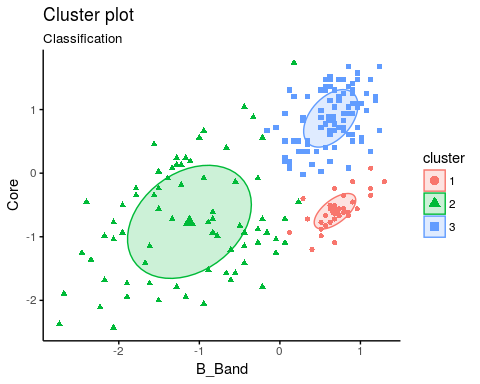 Cluster plot
Classification
Core
1
0
-1
-2
-2
-1
0
1
B_Band
cluster
1
2
3